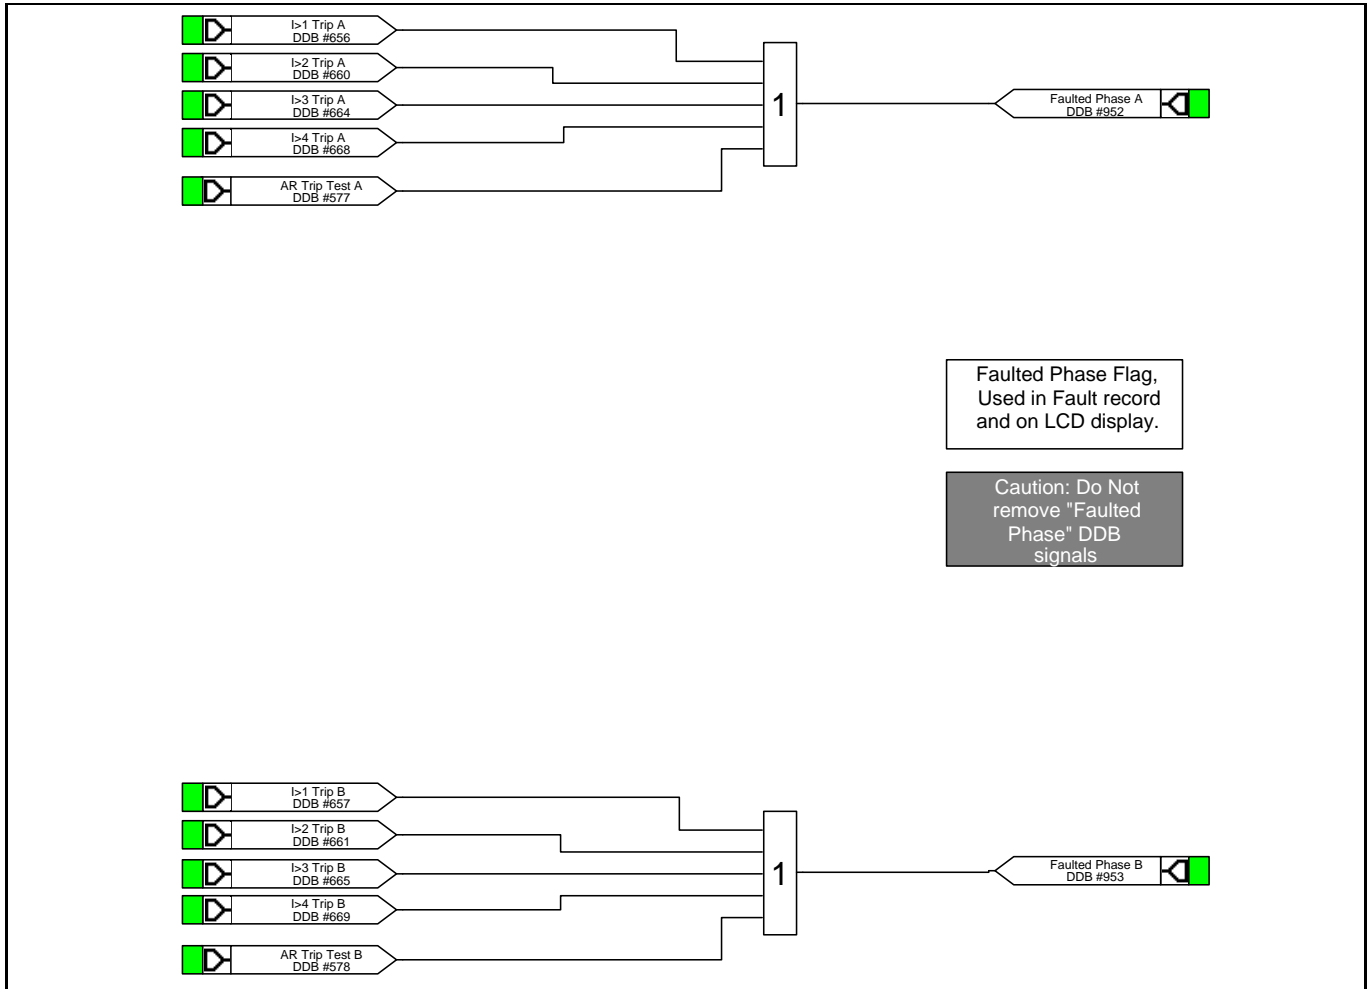 I>1 Trip A
DDB #656
I>2 Trip A
DDB #660
I>3 Trip A
DDB #664
I>4 Trip A
DDB #668
AR Trip Test A
DDB #577
1
Faulted Phase A
DDB #952
Faulted Phase Flag,
Used in Fault record
and on LCD display.
Caution: Do Not
remove "Faulted
Phase" DDB
signals
I>1 Trip B
DDB #657
I>2 Trip B
DDB #661
I>3 Trip B
DDB #665
I>4 Trip B
DDB #669
AR Trip Test B
DDB #578
1
Faulted Phase B
DDB #953